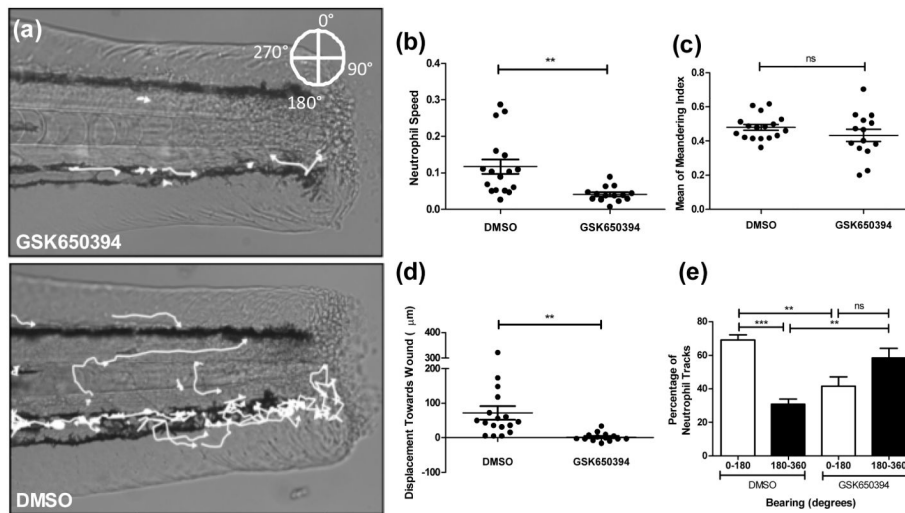 (a)
0°
270°
90°
180°
GSK650394
DMSO
(b)
**
Neutrophil Speed
0.4
0.3
0.2
0.1
0.0
DMSO
GSK650394
(c)
ns
Mean of Meandering Index
0.8
0.6
0.4
0.2
0.0
DMSO
GSK650394
(d)
**
Displacement Towards Wound ( μm)
400
300
200
100
0
-100
DMSO
GSK650394
(e)
ns
**
***
**
Percentage of
Neutrophil Tracks
80
60
40
20
0
0-180
180-360
0-180
180-360
DMSO
GSK650394
Bearing (degrees)